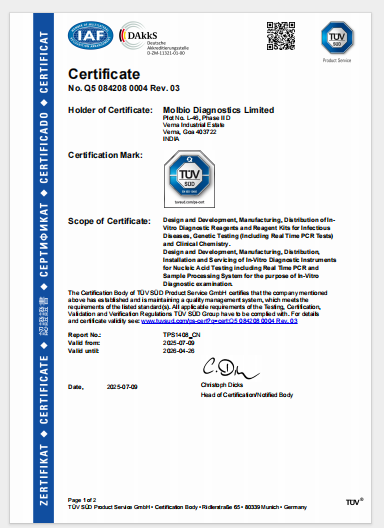 IAF
DAkkS
Deutsche
Akkreditierungsstelle
D-ZM-11321-01-00
TÜV
SÜD
Product Service
Certificate
No. Q5 084208 0004 Rev. 03
Holder of Certificate: Molbio Diagnostics Limited
Plot No. L-46, Phase II D
Verna Industrial Estate
Verna, Goa 403722
INDIA
Certification Mark:
TÜV
SÜD
tuvsud.com/ps-cert
Scope of Certificate: Design and Development, Manufacturing, Distribution of In-
Vitro Diagnostic Reagents and Reagent Kits for Infectious
Diseases, Genetic Testing (Including Real Time PCR Tests)
and Clinical Chemistry.
Design and Development, Manufacturing, Distribution,
Installation and Servicing of In-Vitro Diagnostic Instruments
for Nucleic Acid Testing including Real Time PCR and
Sample Processing System for the purpose of In-Vitro
Diagnostic examination.
The Certification Body of TÜV SÜD Product Service GmbH certifies that the company mentioned
above has established and is maintaining a quality management system, which meets the
requirements of the listed standard(s). All applicable requirements of the Testing, Certification,
Validation and Verification Regulations TÜV SÜD Group have to be complied with. For details
and certificate validity see: www.tuvsud.com/ps-cert?q=cert:Q5 084208 0004 Rev. 03
Report No.: TPS1408_CN
Valid from: 2025-07-09
Valid until: 2026-04-26
Date, 2025-07-09
Christoph Dicks
Head of Certification/Notified Body
Page 1 of 2
TÜV SÜD Product Service GmbH • Certification Body • Ridlerstraße 65 • 80339 Munich • Germany
TÜV®
ZERTIFIKAT ◆ CERTIFICATE ◆ 認證證書 ◆ СЕРТИФИКАТ ◆ CERTIFICADO ◆ CERTIFICAT